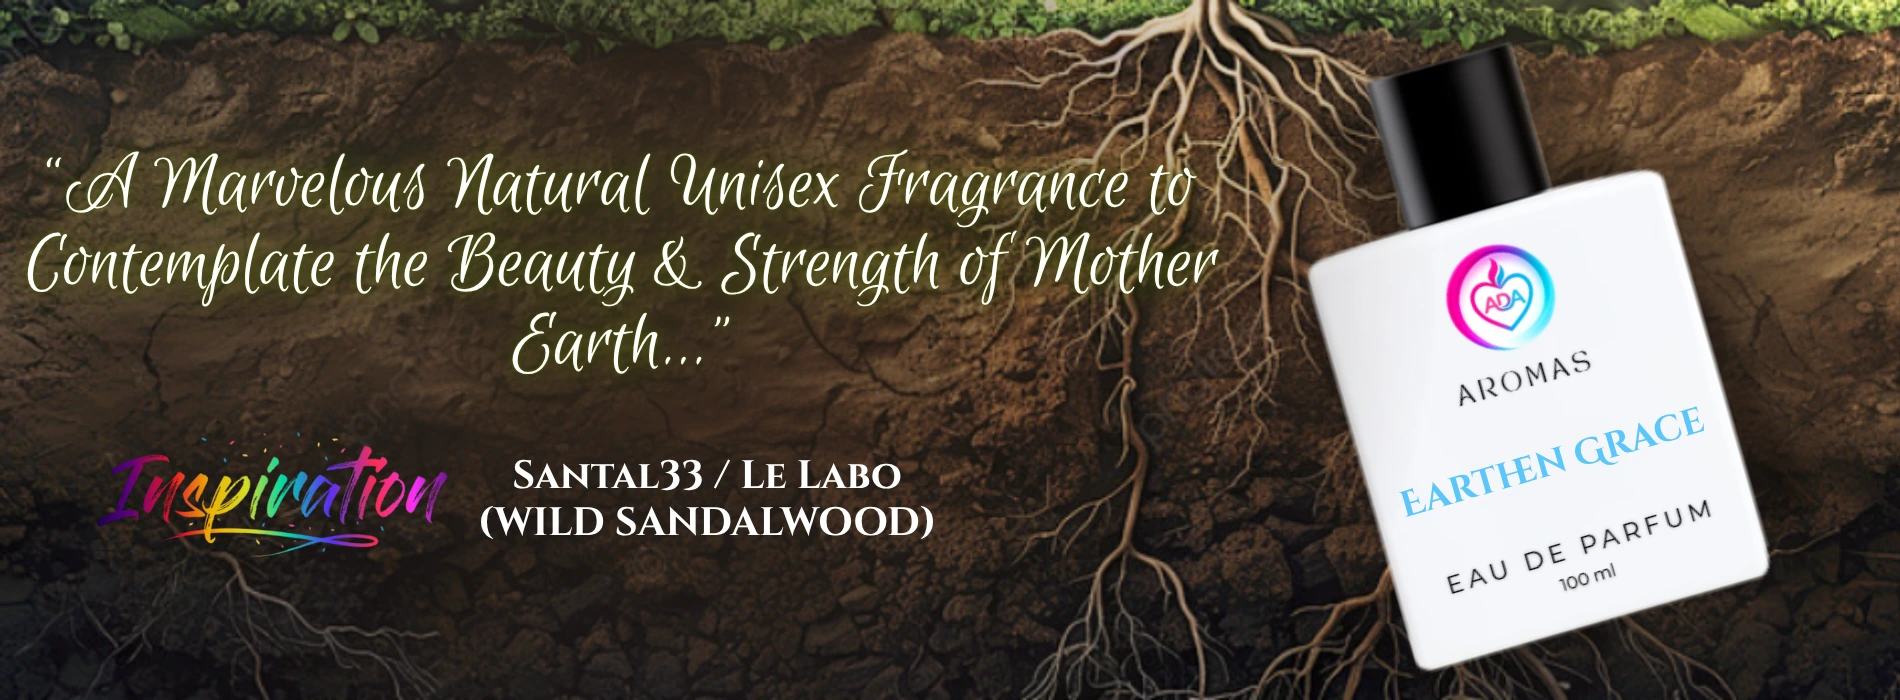 “A Marvelous Natural Unisex Fragrance to
Contemplate the Beauty & Strength of Mother
Earth...”
Inspiration
Santal33 / Le Labo
(WILD SANDALWOOD)
ADA
AROMAS
EARTHEN GRACE
EAU DE PARFUM
100 ml